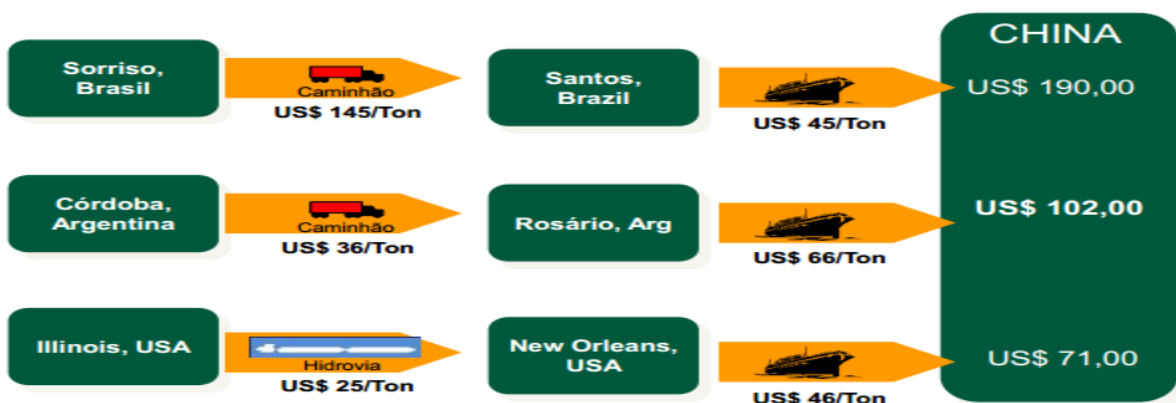 CHINA
Sorriso,
Brasil
Caminhão
US$ 145/Ton
Santos,
Brazil
US$ 45/Ton
US$ 190,00
Córdoba,
Argentina
Caminhão
US$ 36/Ton
Rosário, Arg
US$ 66/Ton
US$ 102,00
Illinois, USA
Hidrovia
US$ 25/Ton
New Orleans,
USA
US$ 46/Ton
US$ 71,00